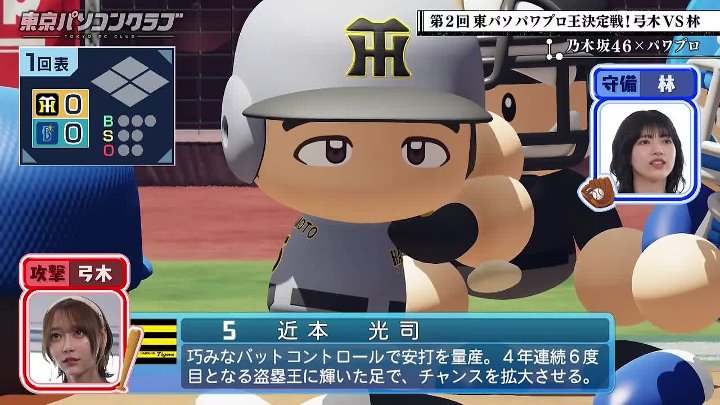 東京パソコンクラブ
TOKYO PC CLUB
第2回 東パソパワプロ王決定戦! 弓木 VS 林
乃木坂46×パワプロ
1回表
0
0
B
S
O
守備 林
攻撃 弓木
5 近本 光司
巧みなバットコントロールで安打を量産。4年連続6度
目となる盗塁王に輝いた足で、チャンスを拡大させる。